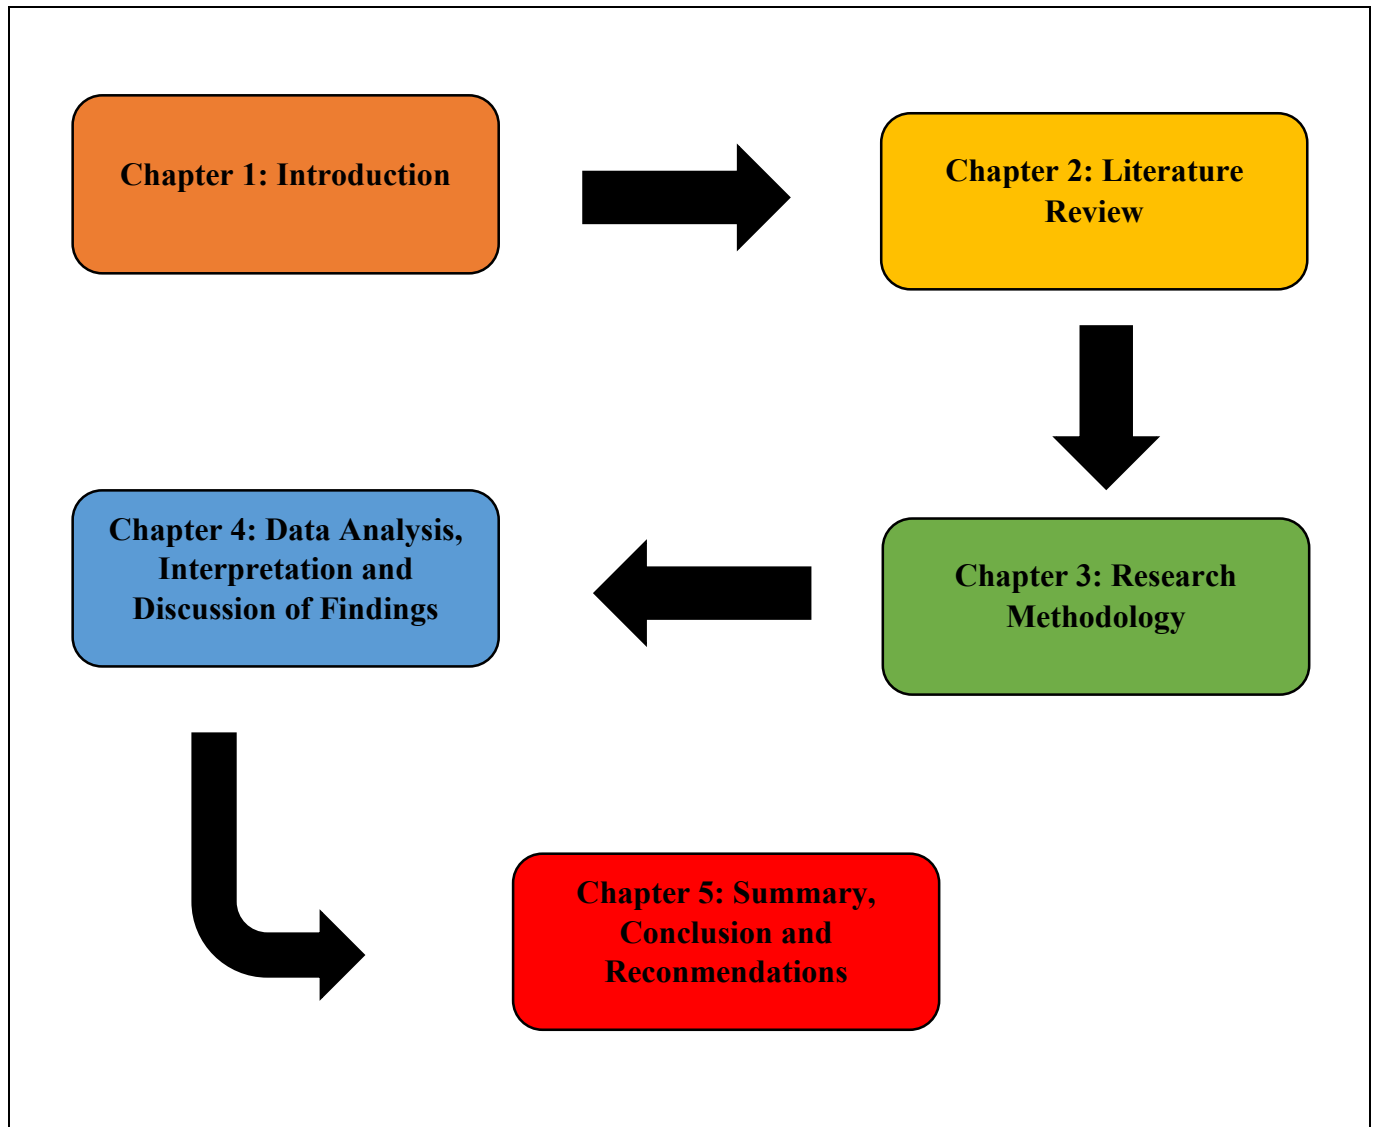 Chapter 1: Introduction
Chapter 2: Literature
Review
Chapter 3: Research
Methodology
Chapter 4: Data Analysis,
Interpretation and
Discussion of Findings
Chapter 5: Summary,
Conclusion and
Reconmendations